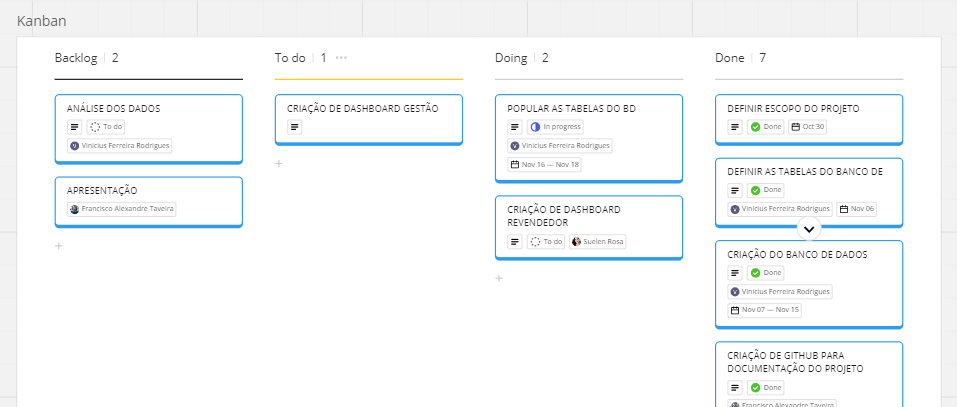 Kanban
Backlog 2
ANÁLISE DOS DADOS
To do
Vinicius Ferreira Rodrigues
APRESENTAÇÃO
Francisco Alexandre Taveira
+
To do 1 ...
CRIAÇÃO DE DASHBOARD GESTÃO
+
Doing 2
POPULAR AS TABELAS DO BD
In progress
Vinicius Ferreira Rodrigues
Nov 16 — Nov 18
CRIAÇÃO DE DASHBOARD
REVENDEDOR
To do Suelen Rosa
+
Done 7
DEFINIR ESCOPO DO PROJETO
Done Oct 30
DEFINIR AS TABELAS DO BANCO DE
Done
Vinicius Ferreira Rodrigues Nov 06
CRIAÇÃO DO BANCO DE DADOS
Done
Vinicius Ferreira Rodrigues
Nov 07 — Nov 15
CRIAÇÃO DE GITHUB PARA
DOCUMENTAÇÃO DO PROJETO
Done
Francisco Alexandre Taveira